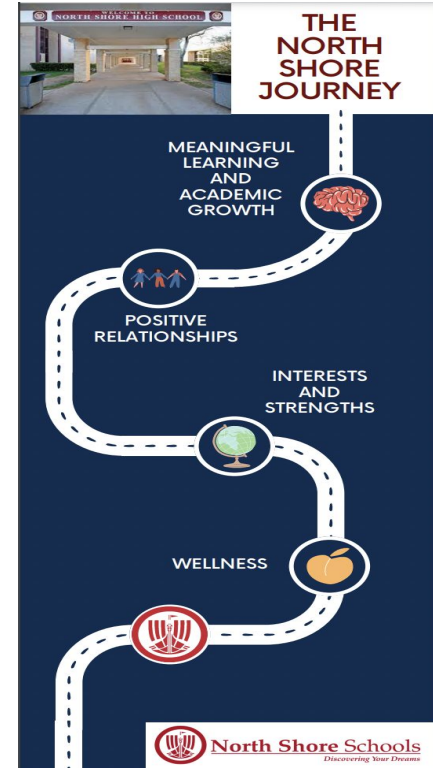 WELCOME TO
NORTH SHORE HIGH SCHOOL
THE
NORTH
SHORE
JOURNEY
MEANINGFUL
LEARNING
AND
ACADEMIC
GROWTH
POSITIVE
RELATIONSHIPS
INTERESTS
AND
STRENGTHS
WELLNESS
North Shore Schools
Discovering Your Dreams